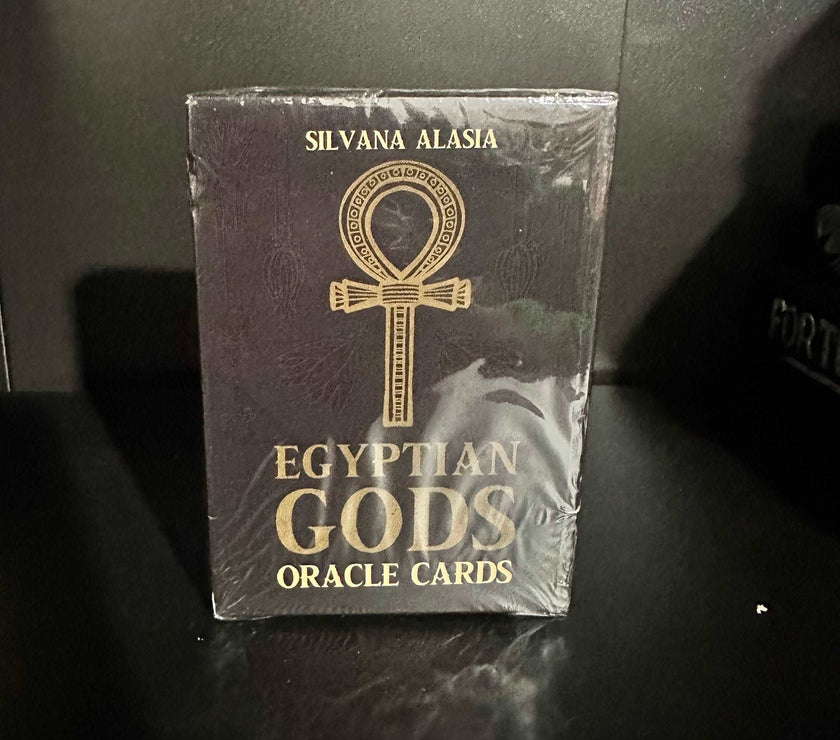 SILVANA ALASIA
EGYPTIAN
GODS
ORACLE CARDS